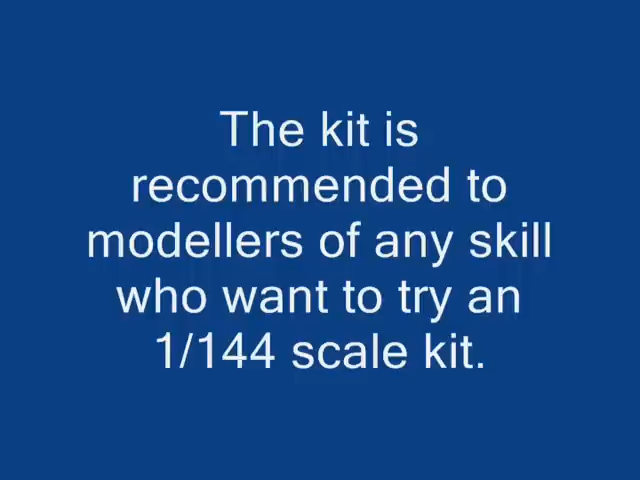 The kit is
recommended to
modellers of any skill
who want to try an
1/144 scale kit.